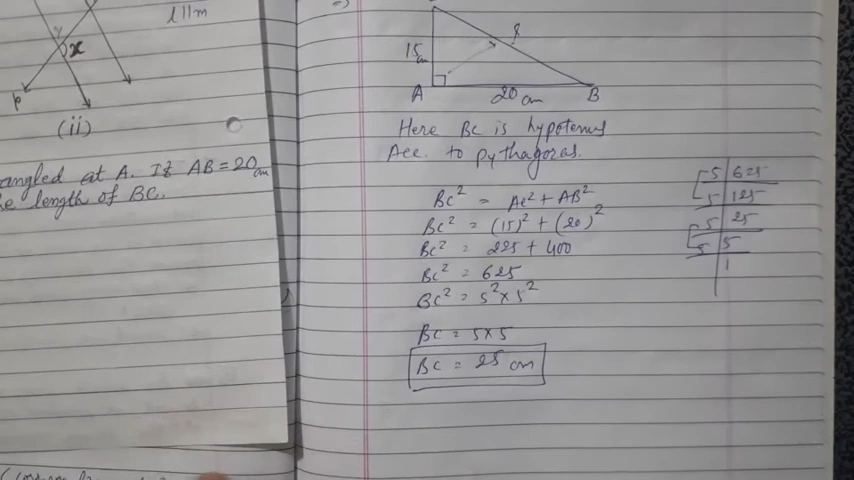 l 11 m
y
x
p
(ii)
angled at A. If AB = 20 cm
e length of BC.
15 cm
?
A
20 cm
B
Here BC is hypotenus
Acc. to pythagoras.
BC² = AC² + AB²
BC² = (15)² + (20)²
BC² = 225 + 400
BC² = 625
BC² = 5² × 5²
BC = 5 × 5
BC = 25 cm
5 | 625
5 | 125
5 | 25
5 | 5
1